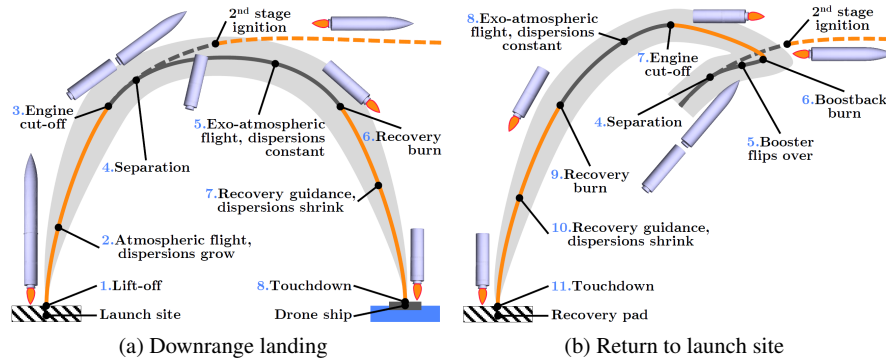 2nd stage
ignition
3.Engine
cut-off
4.Separation
5.Exo-atmospheric
flight, dispersions
constant
6.Recovery
burn
7.Recovery guidance,
dispersions shrink
2.Atmospheric flight,
dispersions grow
1.Lift-off
Launch site
8.Touchdown
Drone ship
(a) Downrange landing
8.Exo-atmospheric
flight, dispersions
constant
2nd stage
ignition
7.Engine
cut-off
6.Boostback
burn
4.Separation
5.Booster
flips over
9.Recovery
burn
10.Recovery guidance,
dispersions shrink
11.Touchdown
Recovery pad
(b) Return to launch site